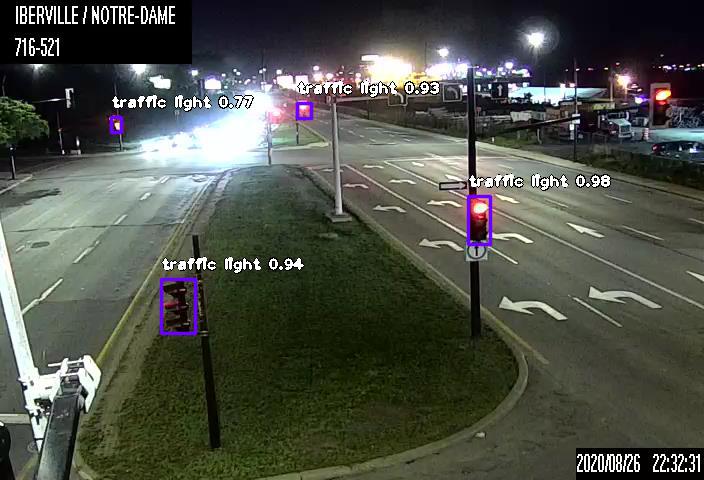 IBERVILLE / NOTRE-DAME
716-521
traffic light 0.77
traffic light 0.93
traffic light 0.98
traffic light 0.94
2020/08/26 22:32:31